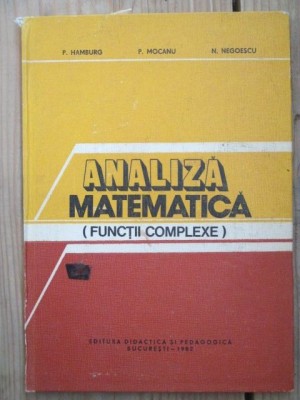 P. HAMBURG P. MOCANU N. NEGOESCU
ANALIZĂ
MATEMATICĂ
(FUNCȚII COMPLEXE)
EDITURA DIDACTICĂ ȘI PEDAGOGICĂ
BUCUREȘTI-1982